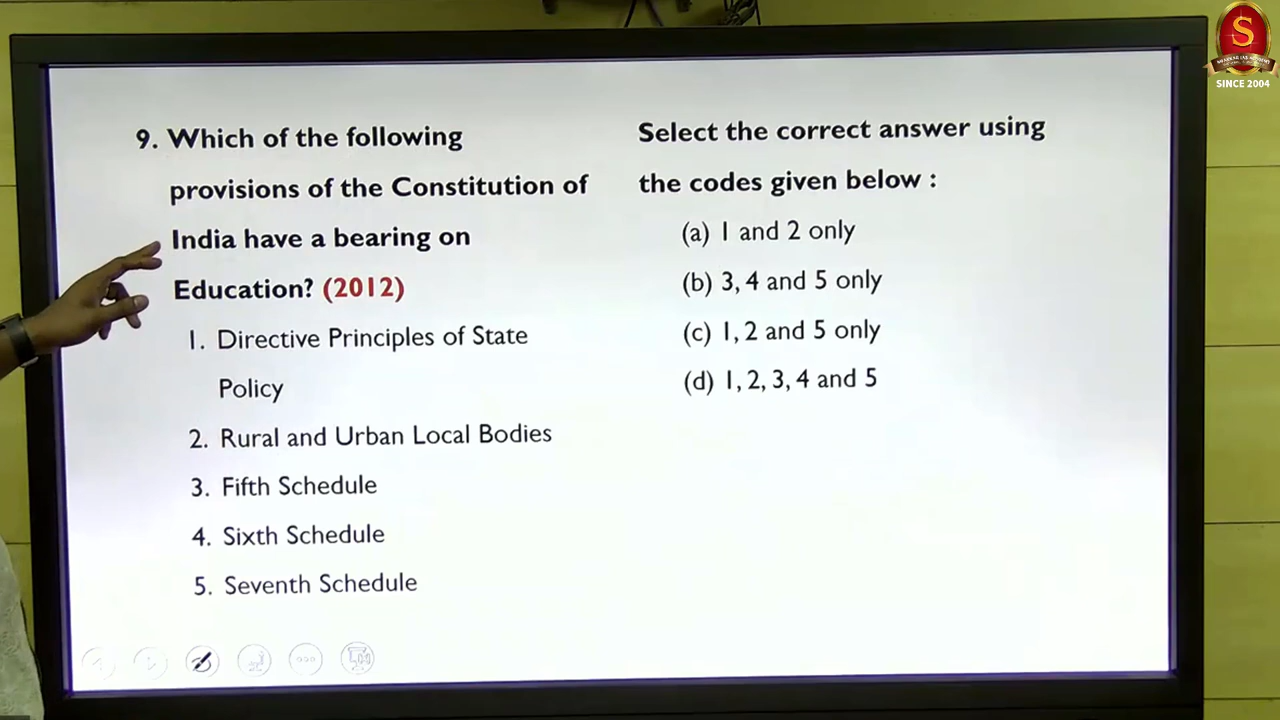 9. Which of the following
provisions of the Constitution of
India have a bearing on
Education? (2012)
1. Directive Principles of State
Policy
2. Rural and Urban Local Bodies
3. Fifth Schedule
4. Sixth Schedule
5. Seventh Schedule
Select the correct answer using
the codes given below :
(a) 1 and 2 only
(b) 3, 4 and 5 only
(c) 1, 2 and 5 only
(d) 1, 2, 3, 4 and 5
S
SINCE 2004